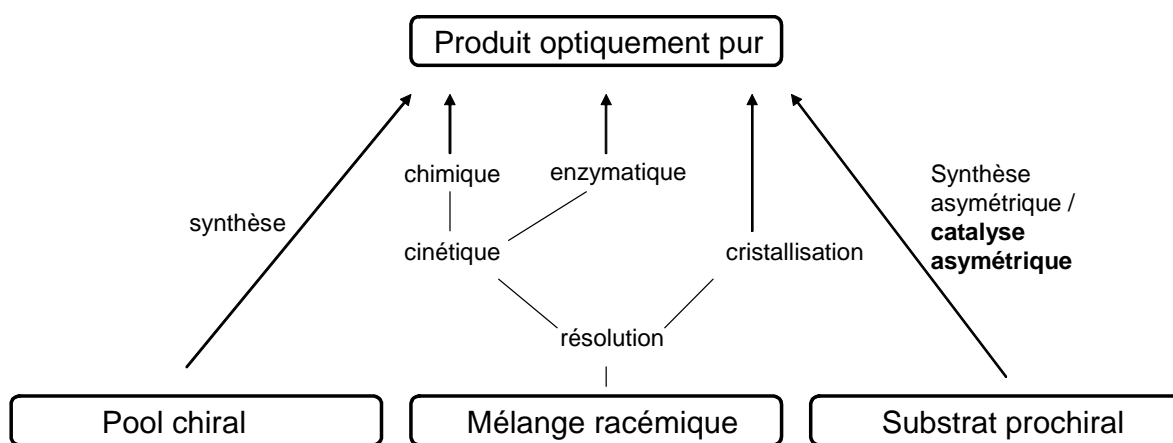 Produit optiquement pur
chimique
enzymatique
synthèse
cinétique
cristallisation
Synthèse
asymétrique /
catalyse
asymétrique
résolution
Pool chiral
Mélange racémique
Substrat prochiral